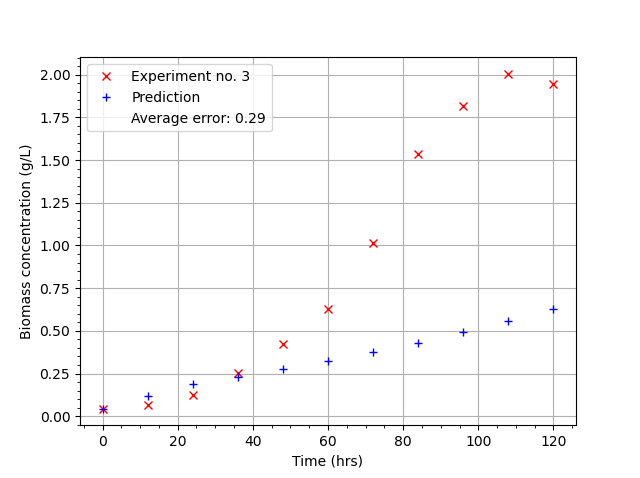 Experiment no. 3
Prediction
Average error: 0.29
Biomass concentration (g/L)
2.00
1.75
1.50
1.25
1.00
0.75
0.50
0.25
0.00
0 20 40 60 80 100 120
Time (hrs)